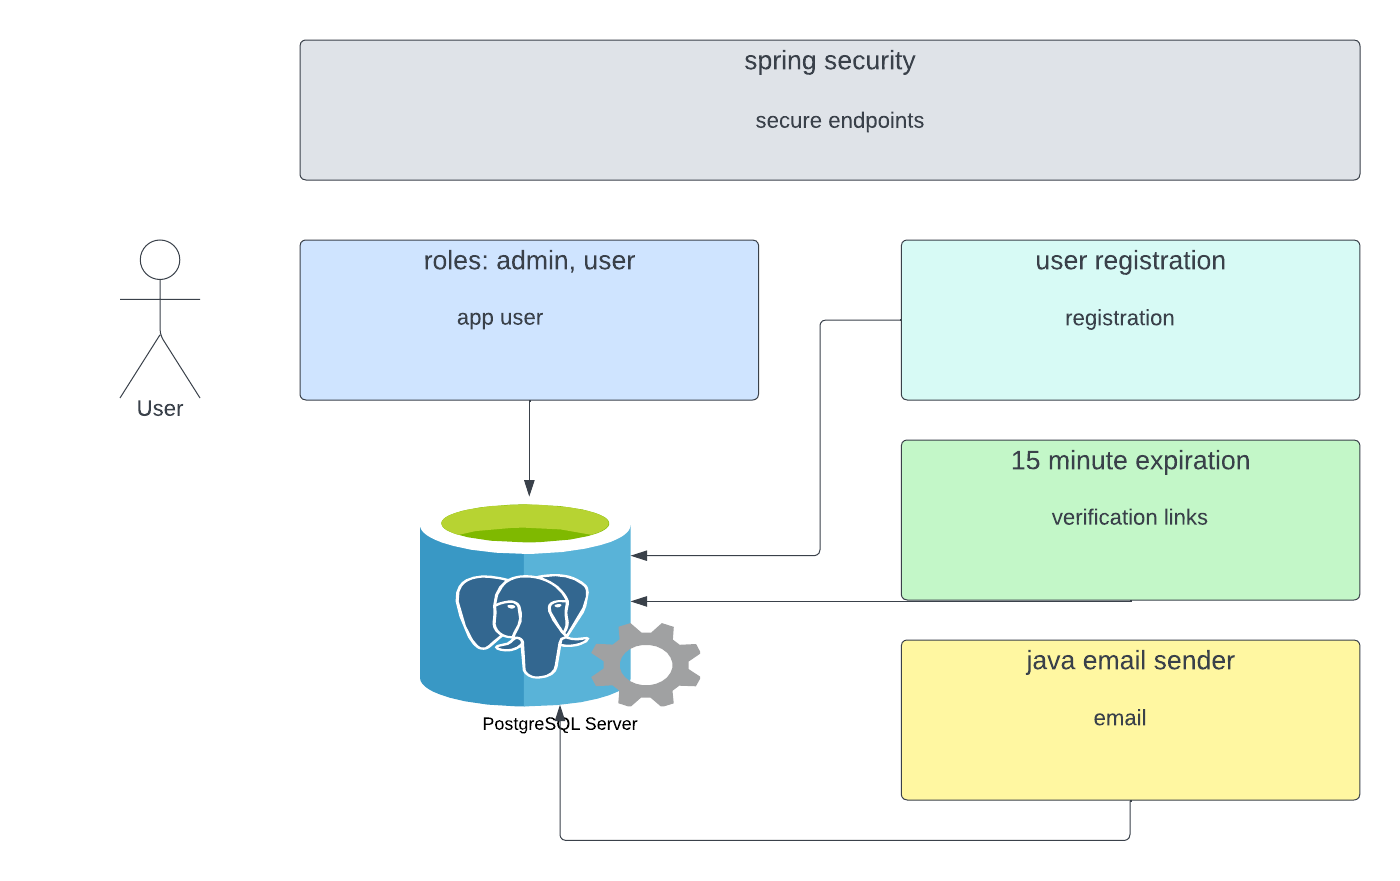 spring security
secure endpoints
roles: admin, user
app user
user registration
registration
User
15 minute expiration
verification links
java email sender
email
PostgreSQL Server